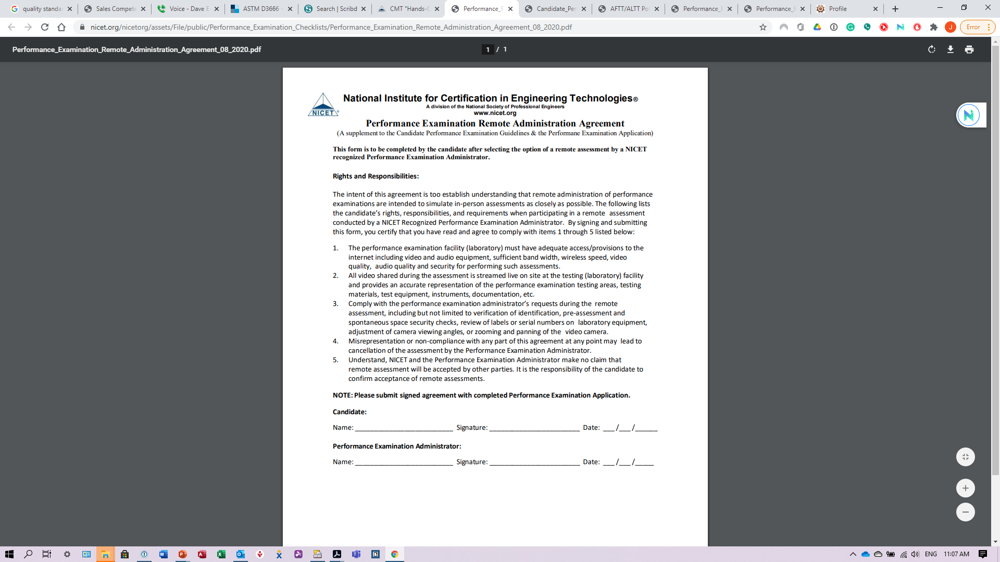 quality standa
Sales Compete
Voice - Dave E
ASTM D3666 -
Search | Scribd
CMT "Hands-O
Performance_E
Candidate_Per
AFTT/ALTT Po
Performance_E
Performance_E
Profile
nicet.org/nicetorg/assets/File/public/Performance_Examination_Checklists/Performance_Examination_Remote_Administration_Agreement_08_2020.pdf
J
Error
Performance_Examination_Remote_Administration_Agreement_08_2020.pdf
1 / 1
NICET®
National Institute for Certification in Engineering Technologies®
A division of the National Society of Professional Engineers
www.nicet.org
Performance Examination Remote Administration Agreement
(A supplement to the Candidate Performance Examination Guidelines & the Performane Examination Application)
This form is to be completed by the candidate after selecting the option of a remote assessment by a NICET
recognized Performance Examination Administrator.
Rights and Responsibilities:
The intent of this agreement is too establish understanding that remote administration of performance
examinations are intended to simulate in-person assessments as closely as possible. The following lists
the candidate's rights, responsibilities, and requirements when participating in a remote assessment
conducted by a NICET Recognized Performance Examination Administrator. By signing and submitting
this form, you certify that you have read and agree to comply with items 1 through 5 listed below:
1. The performance examination facility (laboratory) must have adequate access/provisions to the
internet including video and audio equipment, sufficient band width, wireless speed, video
quality, audio quality and security for performing such assessments.
2. All video shared during the assessment is streamed live on site at the testing (laboratory) facility
and provides an accurate representation of the performance examination testing areas, testing
materials, test equipment, instruments, documentation, etc.
3. Comply with the performance examination administrator's requests during the remote
assessment, including but not limited to verification of identification, pre-assessment and
spontaneous space security checks, review of labels or serial numbers on laboratory equipment,
adjustment of camera viewing angles, or zooming and panning of the video camera.
4. Misrepresentation or non-compliance with any part of this agreement at any point may lead to
cancellation of the assessment by the Performance Examination Administrator.
5. Understand, NICET and the Performance Examination Administrator make no claim that
remote assessment will be accepted by other parties. It is the responsibility of the candidate to
confirm acceptance of remote assessments.
NOTE: Please submit signed agreement with completed Performance Examination Application.
Candidate:
Name: __________________________ Signature: ________________________ Date: ___/___/______
Performance Examination Administrator:
Name: __________________________ Signature: ________________________ Date: ___/___/_____
ENG
11:07 AM